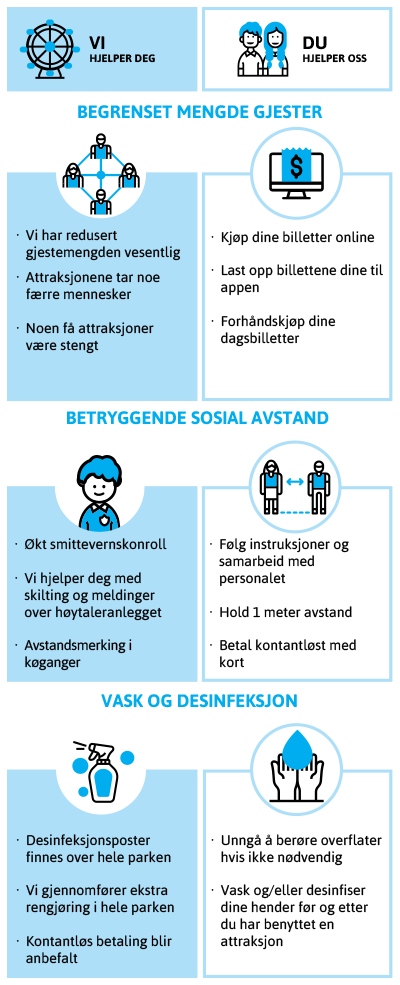 VI
HJELPER DEG
DU
HJELPER OSS
BEGRENSET MENGDE GJESTER
$
· Vi har redusert
gjestemengden vesentlig
· Attraksjonene tar noe
færre mennesker
· Noen få attraksjoner
være stengt
· Kjøp dine billetter online
· Last opp billettene dine til
appen
· Forhåndskjøp dine
dagsbilletter
BETRYGGENDE SOSIAL AVSTAND
· Økt smittevernskonroll
· Vi hjelper deg med
skilting og meldinger
over høytaleranlegget
· Avstandsmerking i
køganger
· Følg instruksjoner og
samarbeid med
personalet
· Hold 1 meter avstand
· Betal kontantløst med
kort
VASK OG DESINFEKSJON
· Desinfeksjonsposter
finnes over hele parken
· Vi gjennomfører ekstra
rengjøring i hele parken
· Kontantløs betaling blir
anbefalt
· Unngå å berøre overflater
hvis ikke nødvendig
· Vask og/eller desinfiser
dine hender før og etter
du har benyttet en
attraksjon